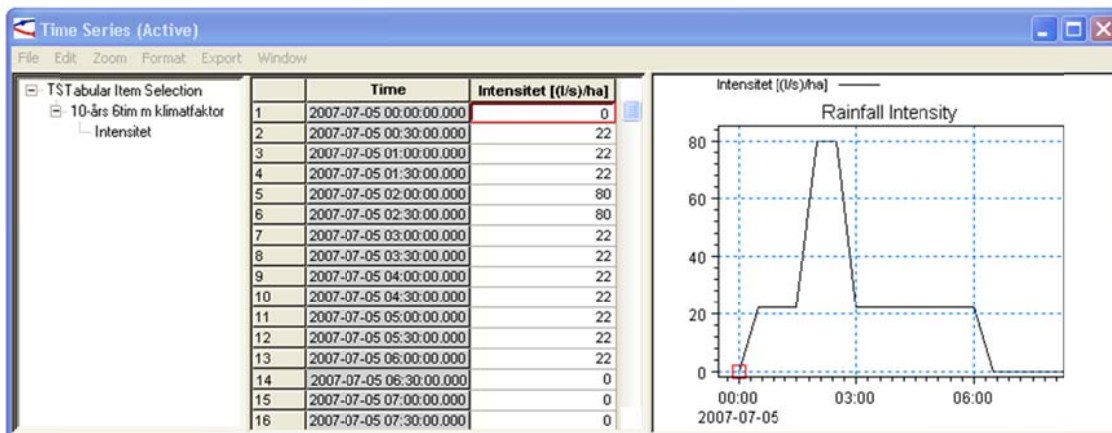 Time Series (Active)
File Edit Zoom Format Export Window
TSTabular Item Selection
10-års 6tim m klimatfaktor
Intensitet
Time Intensitet [(l/s)/ha]
1 2007-07-05 00:00:00.000 0
2 2007-07-05 00:30:00.000 22
3 2007-07-05 01:00:00.000 22
4 2007-07-05 01:30:00.000 22
5 2007-07-05 02:00:00.000 80
6 2007-07-05 02:30:00.000 80
7 2007-07-05 03:00:00.000 22
8 2007-07-05 03:30:00.000 22
9 2007-07-05 04:00:00.000 22
10 2007-07-05 04:30:00.000 22
11 2007-07-05 05:00:00.000 22
12 2007-07-05 05:30:00.000 22
13 2007-07-05 06:00:00.000 22
14 2007-07-05 06:30:00.000 0
15 2007-07-05 07:00:00.000 0
16 2007-07-05 07:30:00.000 0
Intensitet [(l/s)/ha]
Rainfall Intensity
80
60
40
20
0
00:00 03:00 06:00
2007-07-05